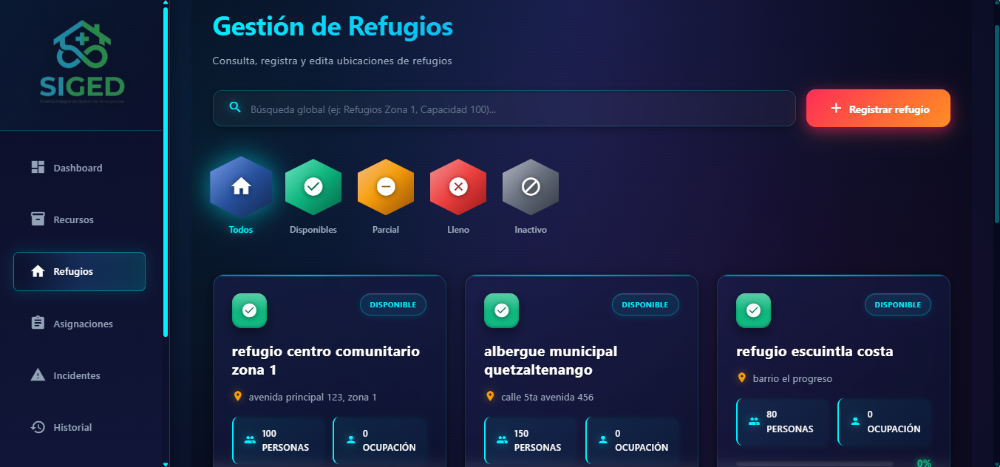 SIGED
Sistema Integral de Gestión de Emergencias
Dashboard
Recursos
Refugios
Asignaciones
Incidentes
Historial
Gestión de Refugios
Consulta, registra y edita ubicaciones de refugios
Búsqueda global (ej: Refugios Zona 1, Capacidad 100)...
Registrar refugio
Todos
Disponibles
Parcial
Lleno
Inactivo
DISPONIBLE
refugio centro comunitario
zona 1
avenida principal 123, zona 1
100
PERSONAS
0
OCUPACIÓN
DISPONIBLE
albergue municipal
quetzaltenango
calle 5ta avenida 456
150
PERSONAS
0
OCUPACIÓN
DISPONIBLE
refugio escuintla costa
barrio el progreso
80
PERSONAS
0
OCUPACIÓN
0%